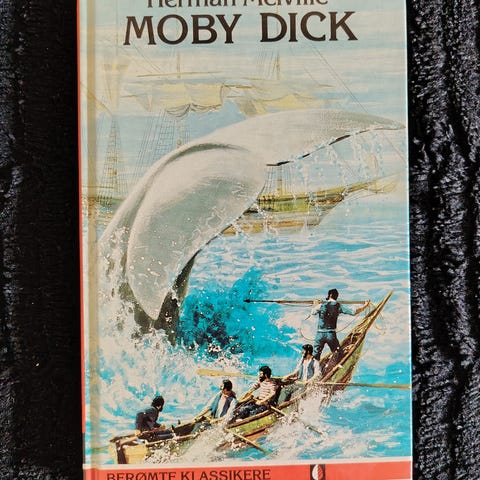 Herman Melville
MOBY DICK
BERØMTE KLASSIKERE